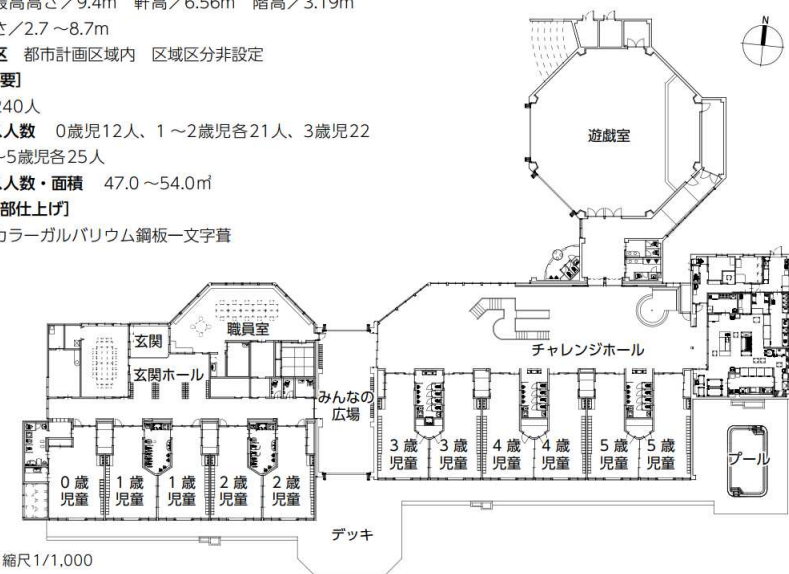 最高高さ/9.4m 軒高/6.56m 階高/3.19m
さ/2.7～8.7m
区 都市計画区域内 区域区分非設定
要]
240人
人数 0歳児12人、1～2歳児各21人、3歳児22
～5歳児各25人
人数・面積 47.0～54.0㎡
部仕上げ]
カラーガルバリウム鋼板一文字葺
N
遊戯室
職員室
玄関
玄関ホール
チャレンジホール
みんなの
広場
0歳
児童
1歳
児童
1歳
児童
2歳
児童
2歳
児童
3歳
児童
3歳
児童
4歳
児童
4歳
児童
5歳
児童
5歳
児童
プール
デッキ
縮尺1/1,000